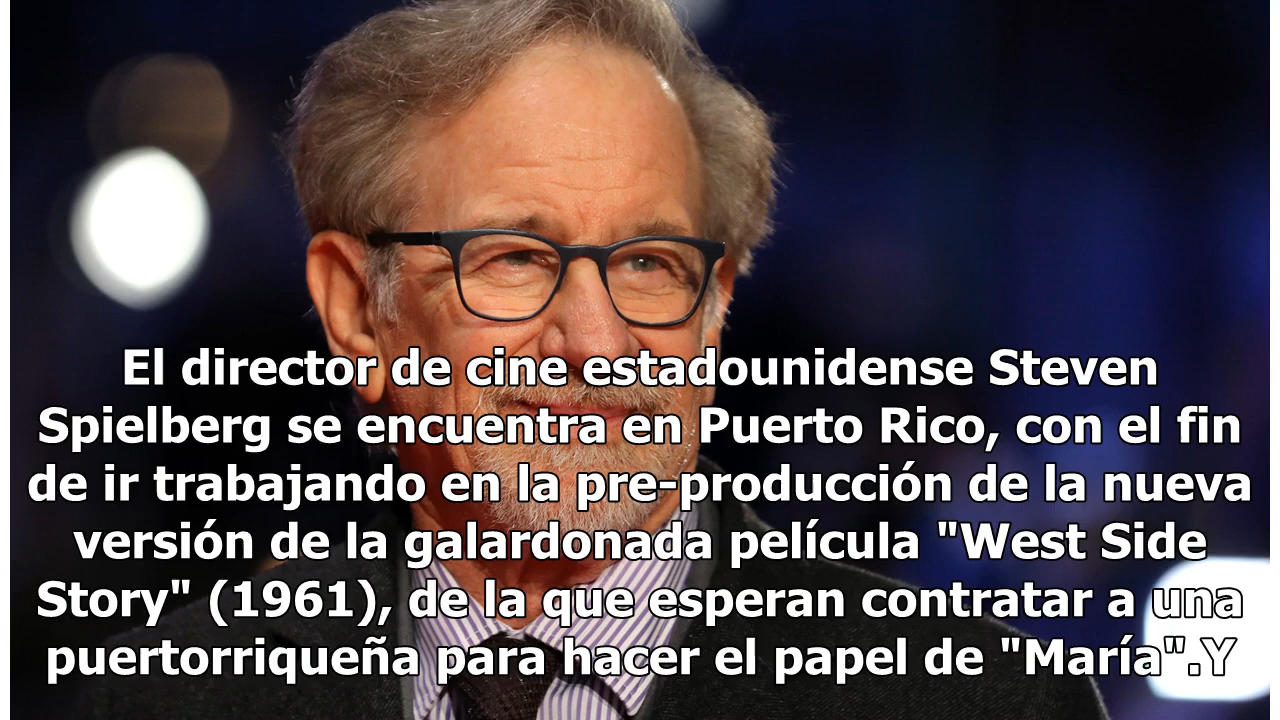 El director de cine estadounidense Steven
Spielberg se encuentra en Puerto Rico, con el fin
de ir trabajando en la pre-producción de la nueva
versión de la galardonada película "West Side
Story" (1961), de la que esperan contratar a una
puertorriqueña para hacer el papel de "María".Y